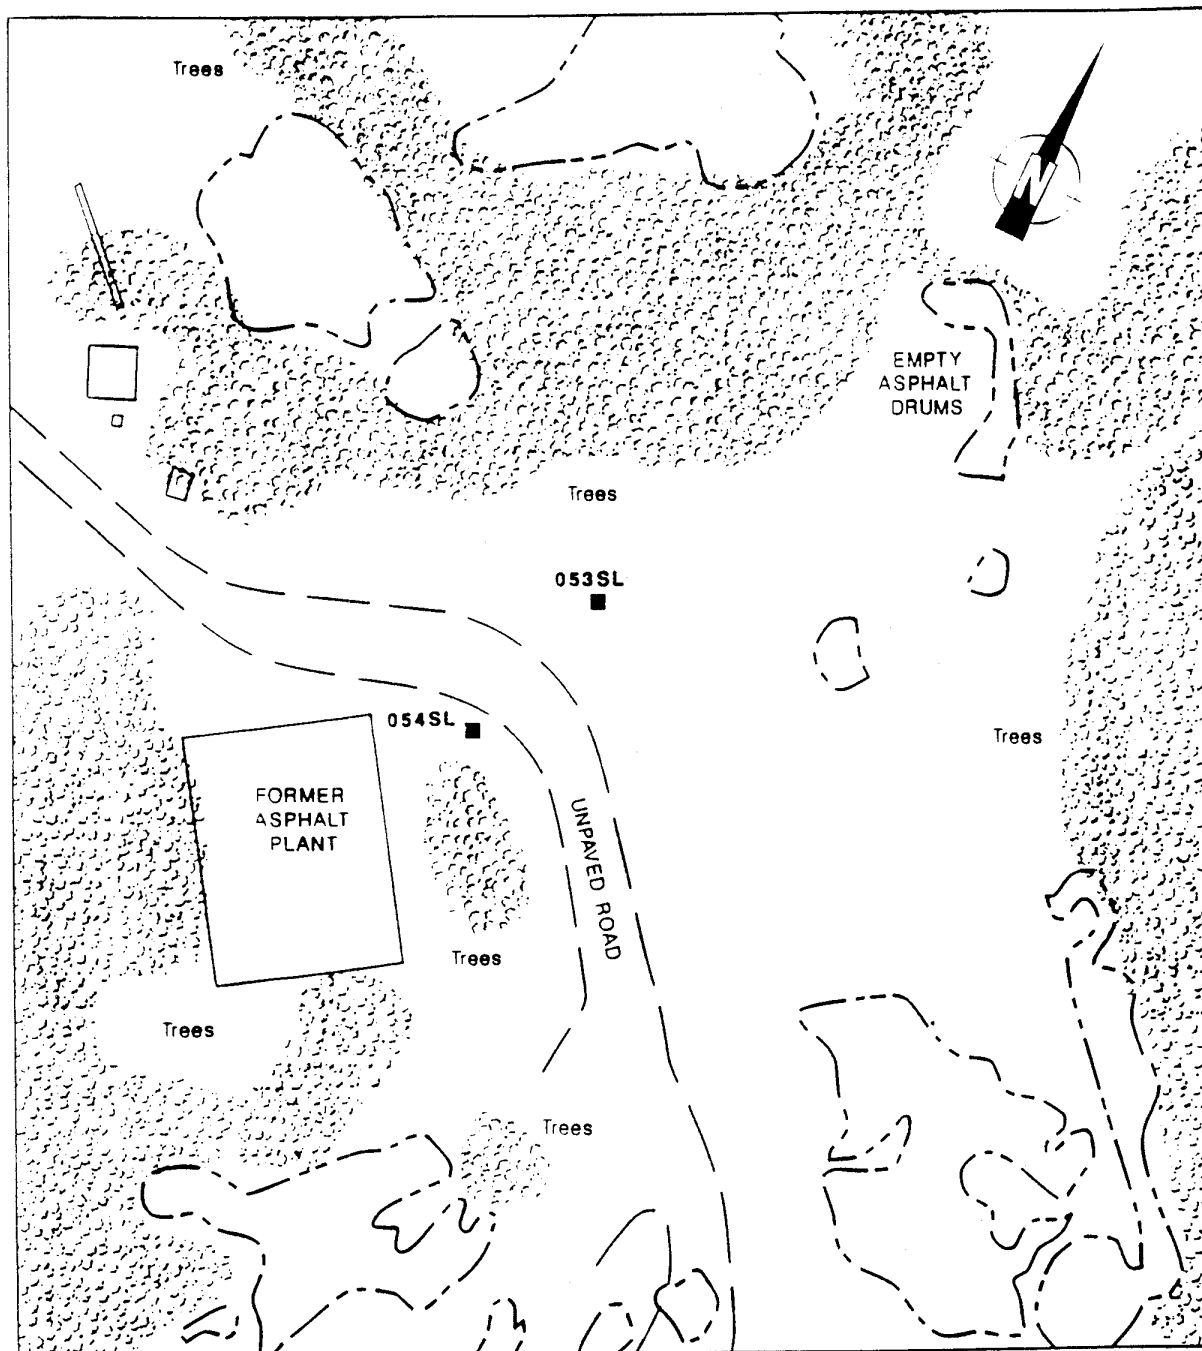 Trees
N
EMPTY
ASPHALT
DRUMS
Trees
053SL
054SL
Trees
FORMER
ASPHALT
PLANT
UNPAVED ROAD
Trees
Trees
Trees